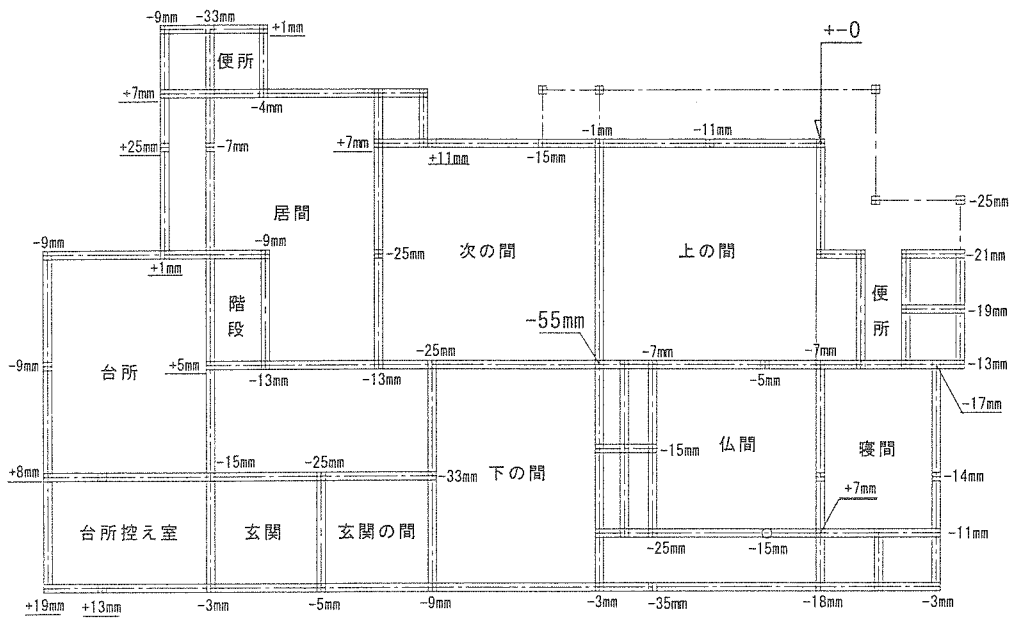 -9mm -33mm
+1mm
便所
+-0
+7mm
-4mm
+25mm -7mm +7mm +11mm -15mm -1mm -11mm
-25mm
居間
次の間
上の間
-9mm -9mm
+1mm
-25mm
-21mm
階段
便所
-19mm
-55mm
-9mm
台所
+5mm
-13mm -13mm
-25mm
-7mm
-5mm
-7mm
-13mm
-17mm
+8mm
-15mm -25mm
-33mm
下の間
-15mm
仏間
寝間
-14mm
+7mm
台所控え室
玄関
玄関の間
-25mm -15mm
-11mm
+19mm +13mm -3mm -5mm -9mm -3mm -35mm -18mm -3mm